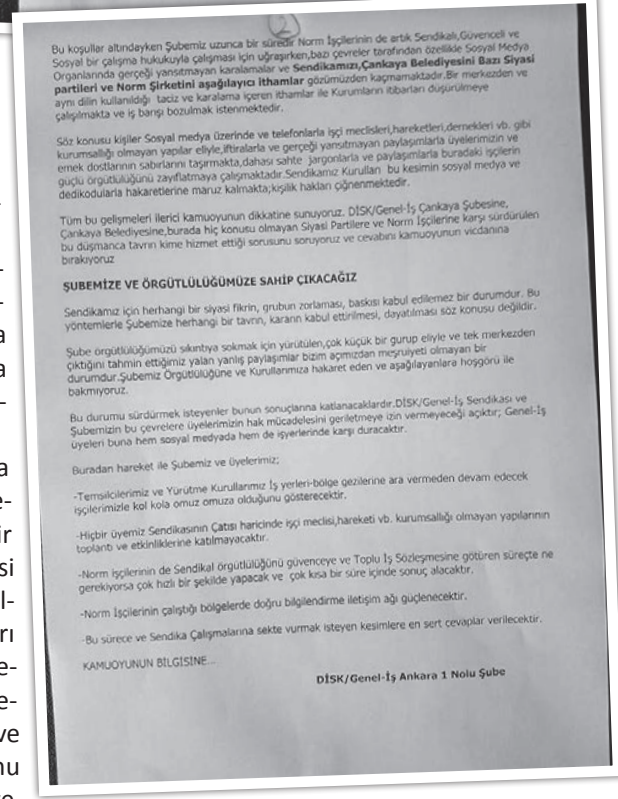 2
Bu koşullar altındayken Şubemiz uzunca bir süredir Norm İşçilerinin de artık Sendikalı,Güvenceli ve
Sosyal bir çalışma hukukuyla çalışması için uğraşırken,bazı çevreler tarafından özellikle Sosyal Medya
Organlarında gerçeği yansıtmayan karalamalar ve Sendikamızı,Çankaya Belediyesini Bazı Siyasi
partileri ve Norm Şirketini aşağılayıcı ithamlar gözümüzden kaçmamaktadır.Bir merkezden ve
aynı dilin kullanıldığı taciz ve karalama içeren ithamlar ile Kurumların itibarları düşürülmeye
çalışılmakta ve iş barışı bozulmak istenmektedir.
Söz konusu kişiler Sosyal medya üzerinde ve telefonlarla işçi meclisleri,hareketleri,dernekleri vb. gibi
kurumsallığı olmayan yapılar eliyle,iftiralarla ve gerçeği yansıtmayan paylaşımlarla üyelerimizin ve
emek dostlarının sabırlarını taşırmakta,dahası sahte jargonlarla ve paylaşımlarla buradaki işçilerin
güçlü örgütlülüğünü zayıflatmaya çalışmaktadır.Sendikamız Kurulları bu kesimin sosyal medya ve
dedikodularla hakaretlerine maruz kalmakta;kişilik hakları çiğnenmektedir.
Tüm bu gelişmeleri ilerici kamuoyunun dikkatine sunuyoruz. DİSK/Genel-İş Çankaya Şubesine,
Çankaya Belediyesine,burada hiç konusu olmayan Siyasi Partilere ve Norm İşçilerine karşı sürdürülen
bu düşmanca tavrın kime hizmet ettiği sorusunu soruyoruz ve cevabını kamuoyunun vicdanına
bırakıyoruz
ŞUBEMİZE VE ÖRGÜTLÜLÜĞÜMÜZE SAHİP ÇIKACAĞIZ
Sendikamız için herhangi bir siyasi fikrin, grubun zorlaması, baskısı kabul edilemez bir durumdur. Bu
yöntemlerle Şubemize herhangi bir tavrın, kararın kabul ettirilmesi, dayatılması söz konusu değildir.
Şube örgütlülüğümüzü sıkıntıya sokmak için yürütülen,çok küçük bir gurup eliyle ve tek merkezden
çıktığını tahmin ettiğimiz yalan yanlış paylaşımlar bizim açımızdan meşruiyeti olmayan bir
durumdur.Şubemiz Örgütlülüğüne ve Kurullarımıza hakaret eden ve aşağılayanlara hoşgörü ile
bakmıyoruz.
Bu durumu sürdürmek isteyenler bunun sonuçlarına katlanacaklardır.DİSK/Genel-İş Sendikası ve
Şubemizin bu çevrelere üyelerimizin hak mücadelesini geriletmeye izin vermeyeceği açıktır; Genel-İş
üyeleri buna hem sosyal medyada hem de işyerlerinde karşı duracaktır.
Buradan hareket ile Şubemiz ve üyelerimiz;
-Temsilcilerimiz ve Yürütme Kurullarımız İş yerleri-bölge gezilerine ara vermeden devam edecek
işçilerimizle kol kola omuz omuza olduğunu gösterecektir.
-Hiçbir üyemiz Sendikasının Çatısı haricinde işçi meclisi,hareketi vb. kurumsallığı olmayan yapılarının
toplantı ve etkinliklerine katılmayacaktır.
-Norm işçilerinin de Sendikal örgütlülüğünü güvenceye ve Toplu İş Sözleşmesine götüren süreçte ne
gerekiyorsa çok hızlı bir şekilde yapacak ve çok kısa bir süre içinde sonuç alacaktır.
-Norm İşçilerinin çalıştığı bölgelerde doğru bilgilendirme iletişim ağı güçlenecektir.
-Bu sürece ve Sendika Çalışmalarına sekte vurmak isteyen kesimlere en sert cevaplar verilecektir.
KAMUOYUNUN BİLGİSİNE...
DİSK/Genel-İş Ankara 1 Nolu Şube